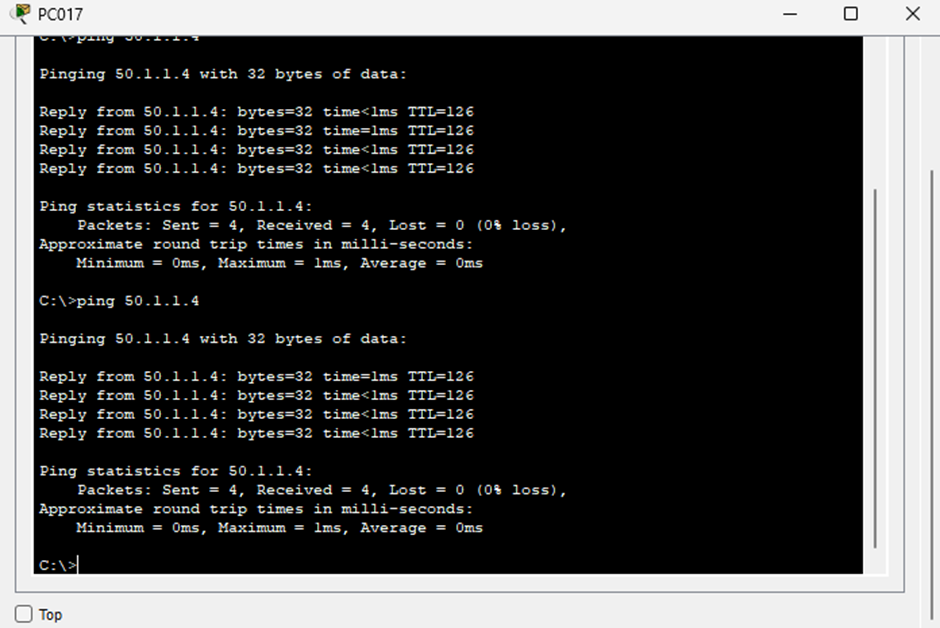 PC017
C:\>ping 50.1.1.4
Pinging 50.1.1.4 with 32 bytes of data:
Reply from 50.1.1.4: bytes=32 time<1ms TTL=126
Reply from 50.1.1.4: bytes=32 time=1ms TTL=126
Reply from 50.1.1.4: bytes=32 time<1ms TTL=126
Reply from 50.1.1.4: bytes=32 time<1ms TTL=126
Ping statistics for 50.1.1.4:
Packets: Sent = 4, Received = 4, Lost = 0 (0% loss),
Approximate round trip times in milli-seconds:
Minimum = 0ms, Maximum = 1ms, Average = 0ms
C:\>ping 50.1.1.4
Pinging 50.1.1.4 with 32 bytes of data:
Reply from 50.1.1.4: bytes=32 time=1ms TTL=126
Reply from 50.1.1.4: bytes=32 time<1ms TTL=126
Reply from 50.1.1.4: bytes=32 time<1ms TTL=126
Reply from 50.1.1.4: bytes=32 time<1ms TTL=126
Ping statistics for 50.1.1.4:
Packets: Sent = 4, Received = 4, Lost = 0 (0% loss),
Approximate round trip times in milli-seconds:
Minimum = 0ms, Maximum = 1ms, Average = 0ms
C:\>
Top